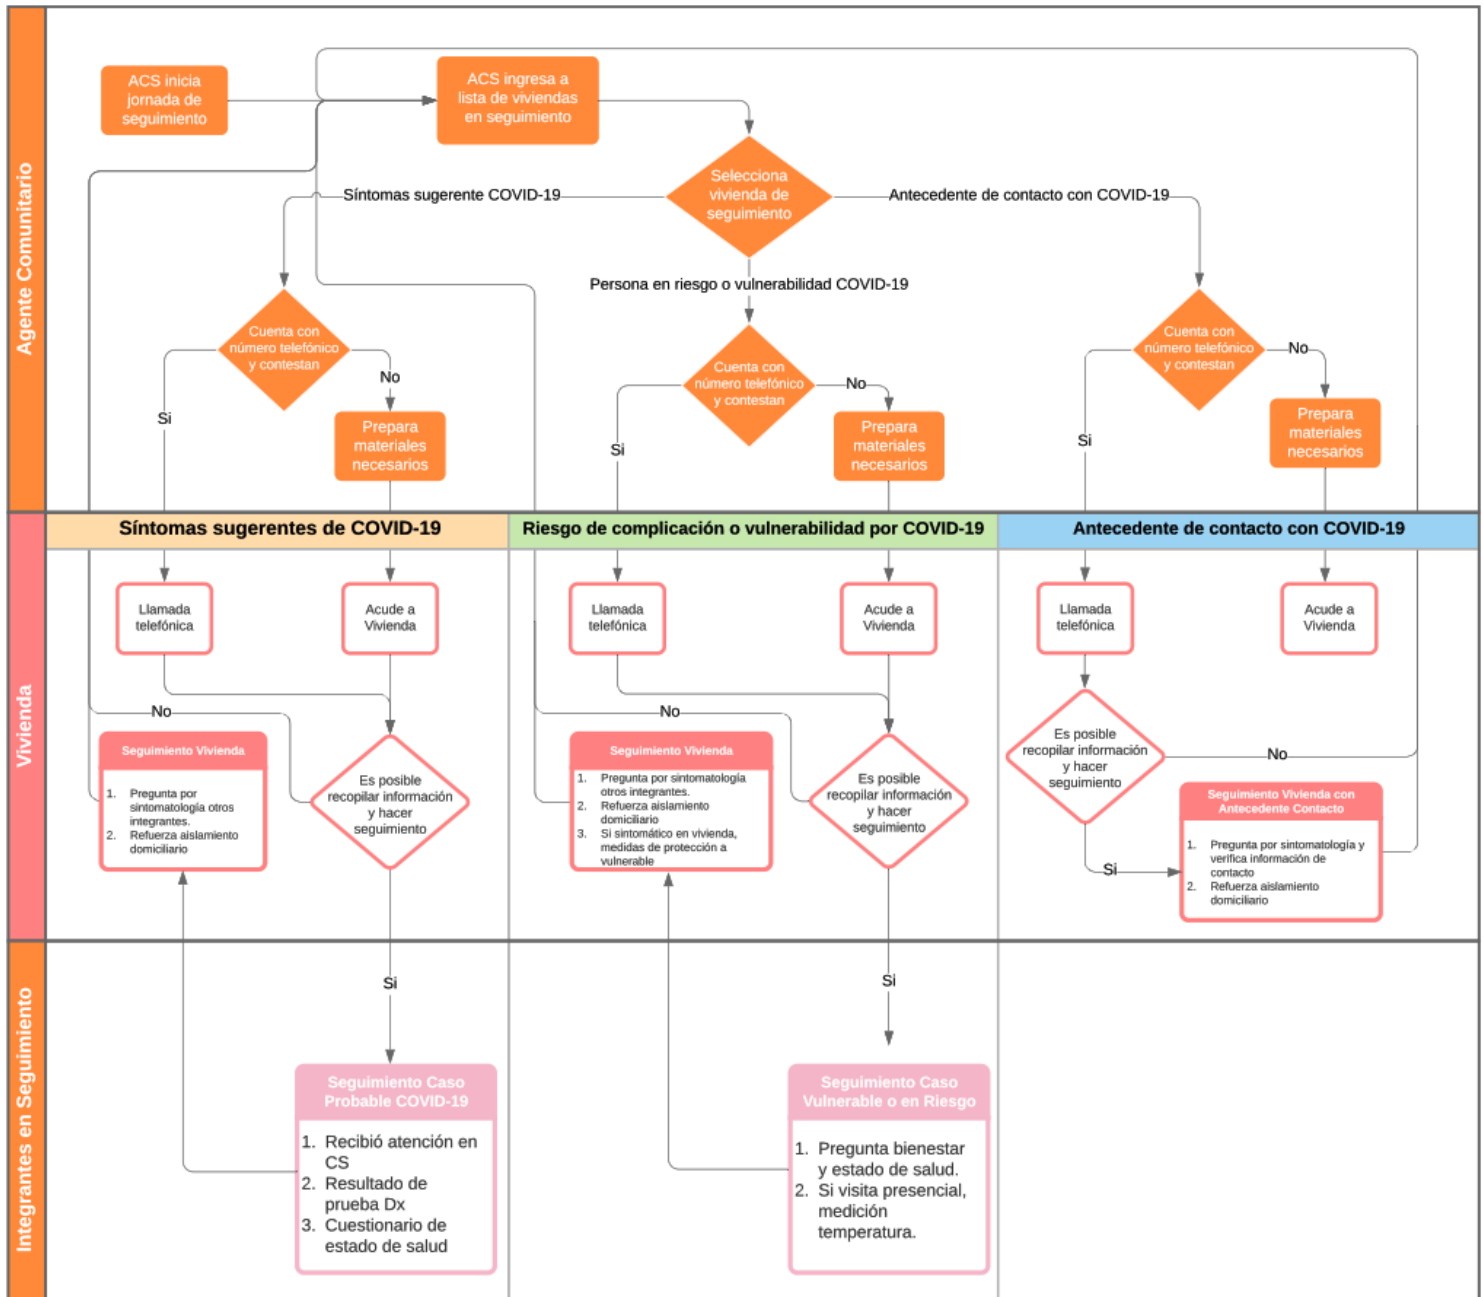 Agente Comunitario
ACS inicia
jornada de
seguimiento
ACS ingresa a
lista de viviendas
en seguimiento
Selecciona
vivienda de
seguimiento
Síntomas sugerente COVID-19
Antecedente de contacto con COVID-19
Persona en riesgo o vulnerabilidad COVID-19
Cuenta con
número telefónico
y contestan
No
Si
Prepara
materiales
necesarios
Cuenta con
número telefónico
y contestan
No
Si
Prepara
materiales
necesarios
Cuenta con
número telefónico
y contestan
No
Si
Prepara
materiales
necesarios
Vivienda
Síntomas sugerentes de COVID-19
Riesgo de complicación o vulnerabilidad por COVID-19
Antecedente de contacto con COVID-19
Llamada
telefónica
Acude a
Vivienda
No
Seguimiento Vivienda
1. Pregunta por
sintomatología otros
integrantes.
2. Refuerza aislamiento
domiciliario
Es posible
recopilar información
y hacer
seguimiento
Llamada
telefónica
Acude a
Vivienda
No
Seguimiento Vivienda
1. Pregunta por sintomatología
otros integrantes.
2. Refuerza aislamiento
domiciliario
3. Si sintomático en vivienda,
medidas de protección a
vulnerable
Es posible
recopilar información
y hacer
seguimiento
Llamada
telefónica
Acude a
Vivienda
Es posible
recopilar información
y hacer
seguimiento
No
Si
Seguimiento Vivienda con
Antecedente Contacto
1. Pregunta por sintomatología y
verifica información de
contacto
2. Refuerza aislamiento
domiciliario
Integrantes en Seguimiento
Si
Seguimiento Caso
Probable COVID-19
1. Recibió atención en
CS
2. Resultado de
prueba Dx
3. Cuestionario de
estado de salud
Si
Seguimiento Caso
Vulnerable o en Riesgo
1. Pregunta bienestar
y estado de salud.
2. Si visita presencial,
medición
temperatura.